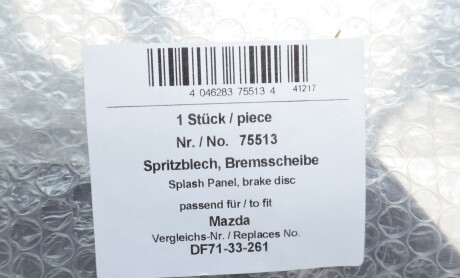 4 046283 75513 4 41217
1 Stück / piece
Nr. / No. 75513
Spritzblech, Bremsscheibe
Splash Panel, brake disc
passend für / to fit
Mazda
Vergleichs-Nr. / Replaces No.
DF71-33-261